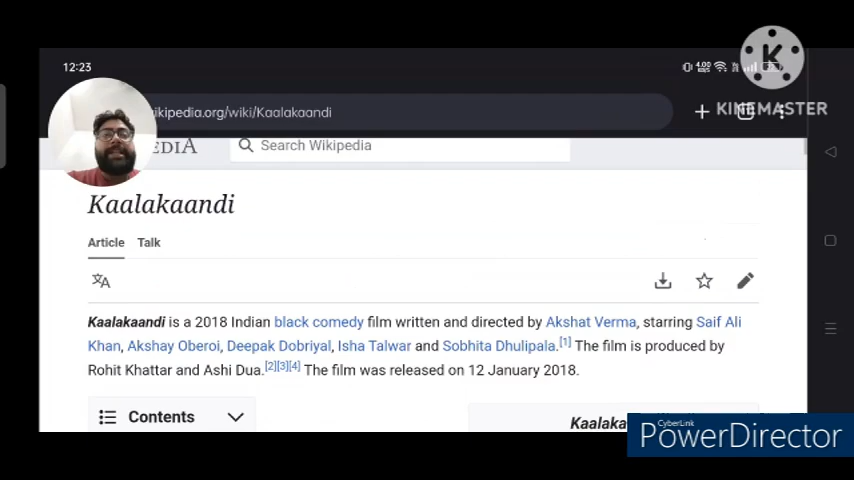 12:23
4.00
KINEMASTER
ikipedia.org/wiki/Kaalakaandi
EDIA
Search Wikipedia
Kaalakaandi
Article Talk
Kaalakaandi is a 2018 Indian black comedy film written and directed by Akshat Verma, starring Saif Ali
Khan, Akshay Oberoi, Deepak Dobriyal, Isha Talwar and Sobhita Dhulipala.[1] The film is produced by
Rohit Khattar and Ashi Dua.[2][3][4] The film was released on 12 January 2018.
Contents
Kaalaka
CyberLink
PowerDirector